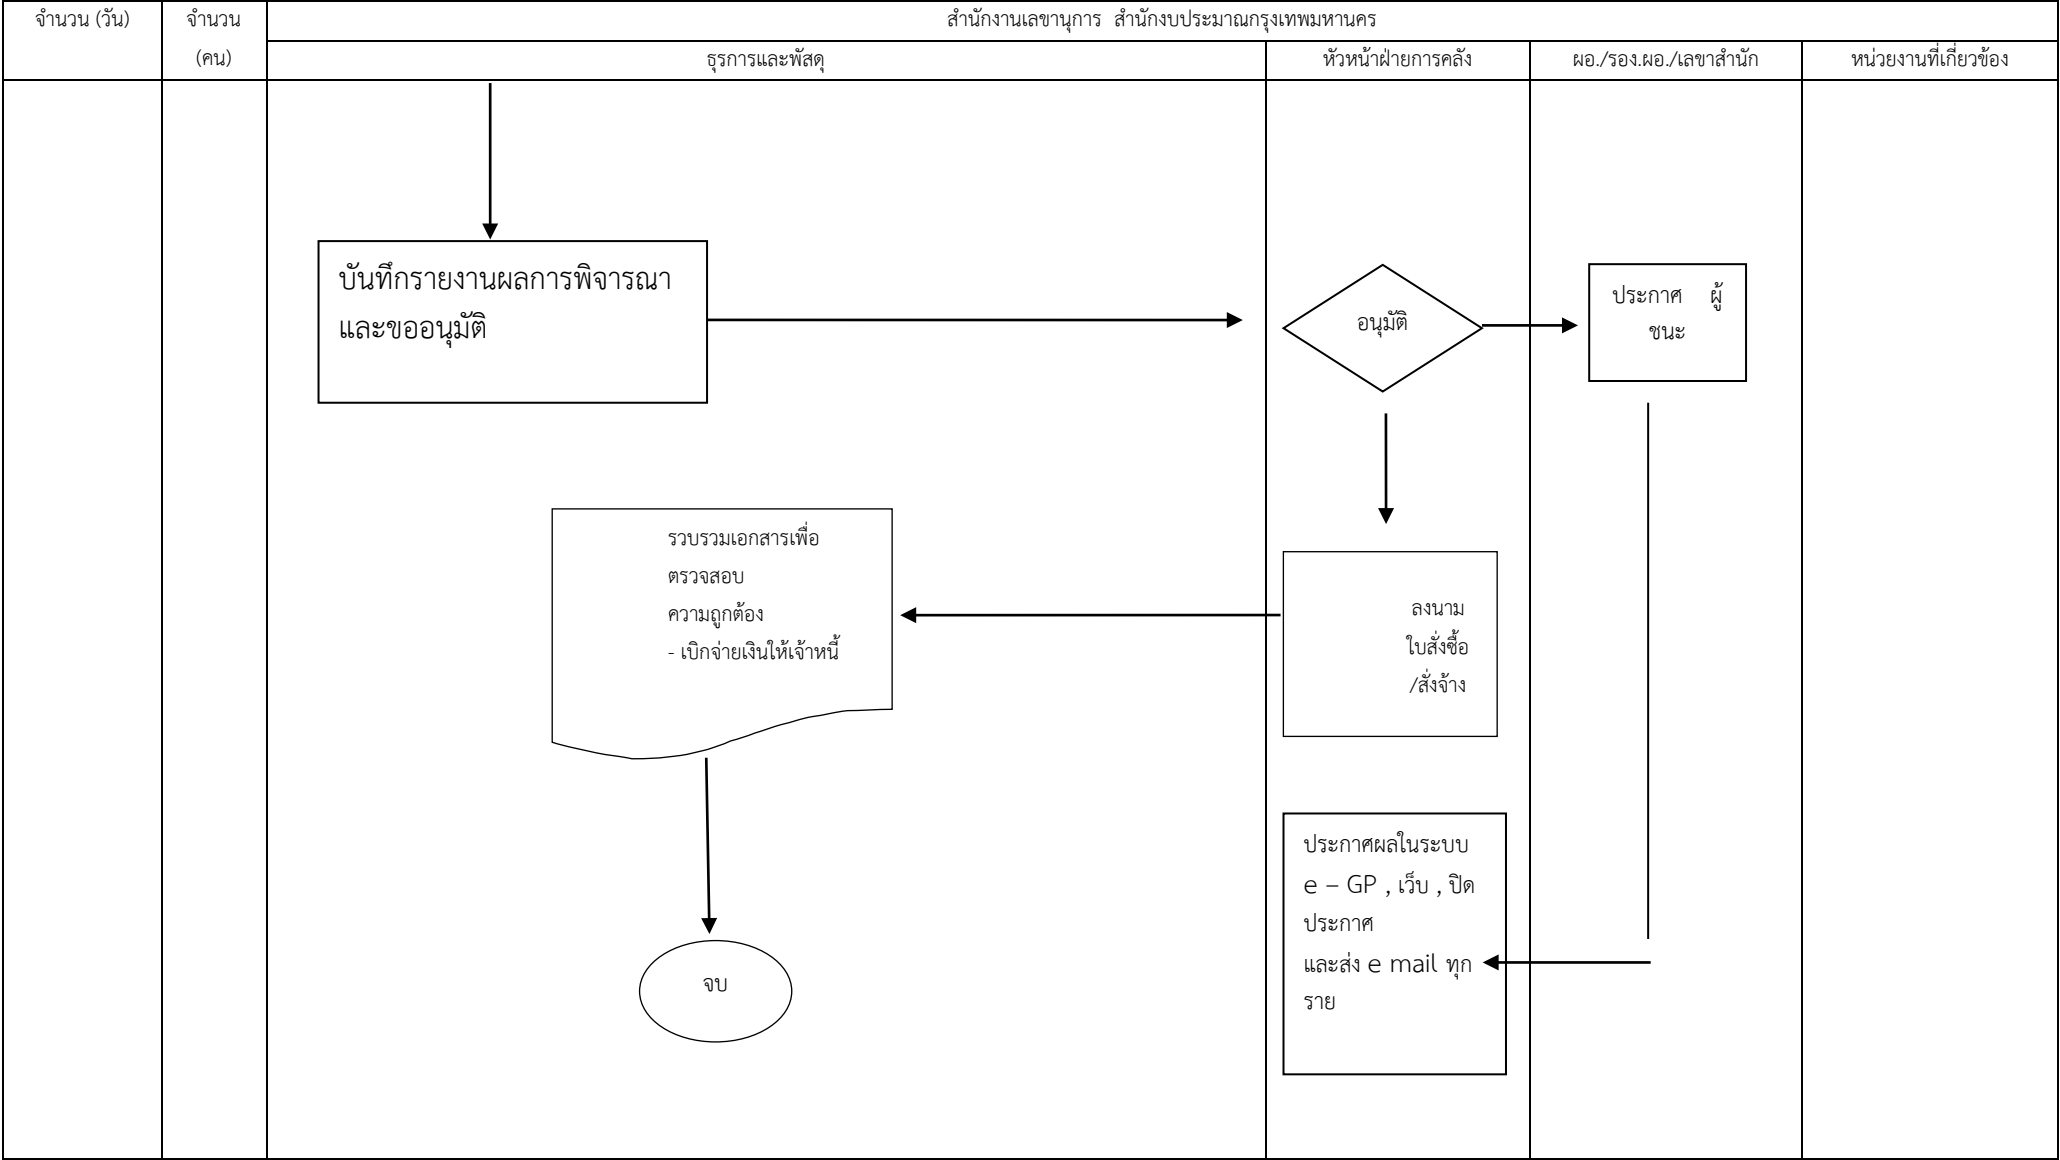 จำนวน (วัน)
จำนวน
(คน)
สำนักงานเลขานุการ สำนักงบประมาณกรุงเทพมหานคร
ธุรการและพัสดุ
หัวหน้าฝ่ายการคลัง
ผอ./รอง.ผอ./เลขาสำนัก
หน่วยงานที่เกี่ยวข้อง
บันทึกรายงานผลการพิจารณา
และขออนุมัติ
อนุมัติ
ประกาศ ผู้
ชนะ
รวบรวมเอกสารเพื่อ
ตรวจสอบ
ความถูกต้อง
- เบิกจ่ายเงินให้เจ้าหนี้
ลงนาม
ใบสั่งซื้อ
/สั่งจ้าง
ประกาศผลในระบบ
e – GP , เว็บ , ปิด
ประกาศ
และส่ง e mail ทุก
ราย
จบ